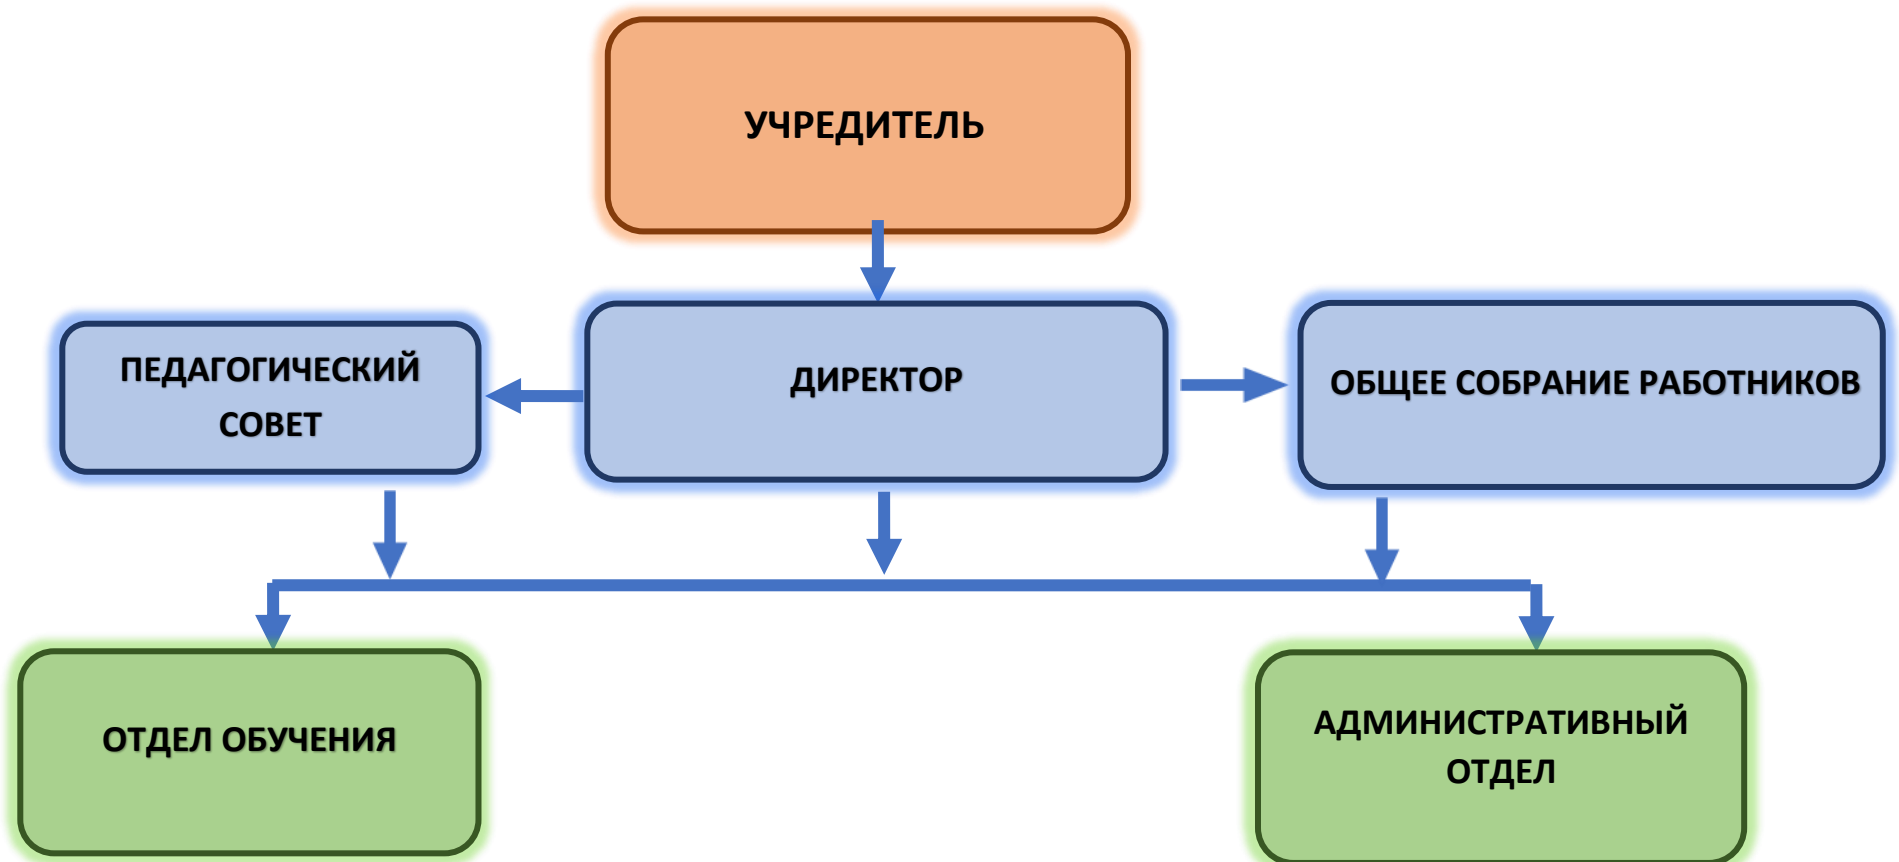 УЧРЕДИТЕЛЬ
ПЕДАГОГИЧЕСКИЙ
СОВЕТ
ДИРЕКТОР
ОБЩЕЕ СОБРАНИЕ РАБОТНИКОВ
ОТДЕЛ ОБУЧЕНИЯ
АДМИНИСТРАТИВНЫЙ
ОТДЕЛ